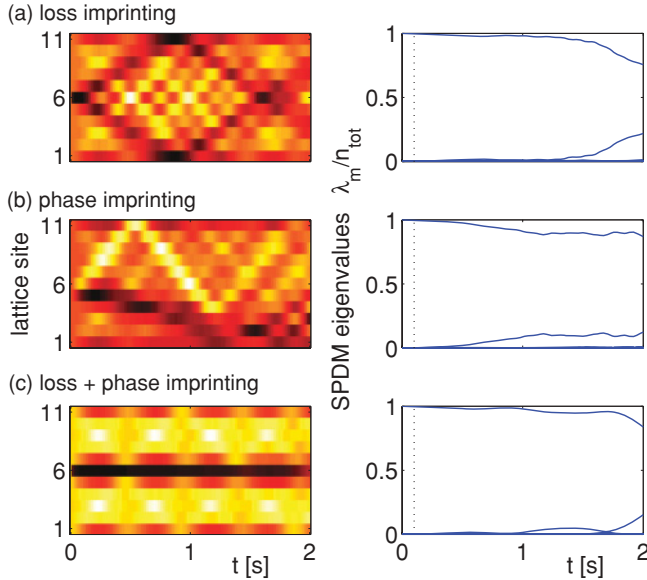 (a) loss imprinting
11
6
1
1
0.5
0
(b) phase imprinting
11
6
1
1
0.5
0
(c) loss + phase imprinting
11
6
1
0 1 2
t [s]
1
0.5
0
0 1 2
t [s]
lattice site
SPDM eigenvalues λ_m/n_tot